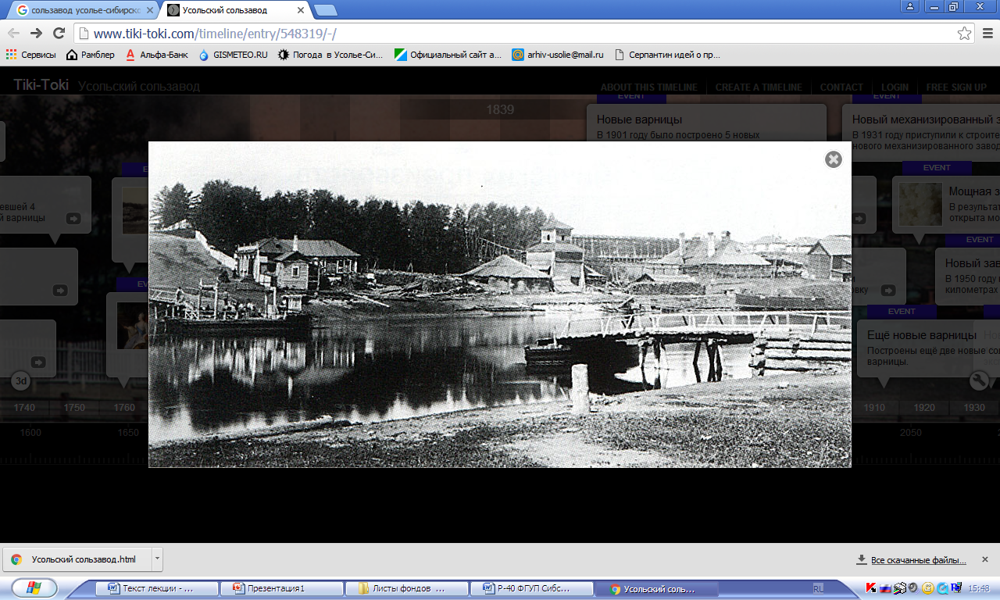 сользавод усолье-сибирско
Усольский сользавод
www.tiki-toki.com/timeline/entry/548319/-/
Сервисы
Рамблер
Альфа-Банк
GISMETEO.RU
Погода в Усолье-Си...
Официальный сайт а...
arhiv-usolie@mail.ru
Серпантин идей о пр...
Tiki-Toki Усольский сользавод
ABOUT THIS TIMELINE
CREATE A TIMELINE
CONTACT
LOGIN
FREE SIGN UP
1839
EVENT
Новые варницы
В 1901 году было построено 5 новых
EVENT
Новый механизированный з
В 1931 году приступили к строите
нового механизированного завод
евшей 4
й варницы
EVENT
Мощная з
В результат
открыта мо
EVENT
Новый зав
В 1950 году
километрах
вку
EVENT
Ещё новые варницы
Построены ещё две новые со
варницы.
3d
1740
1750
1760
1910
1920
1930
1600
1650
2050
Усольский сользавод.html
Все скачанные файлы...
Текст лекции - ...
Презентация1
Листы фондов ...
Р-40 ФГУП Сибс...
Усольский соль...
RU
15:48